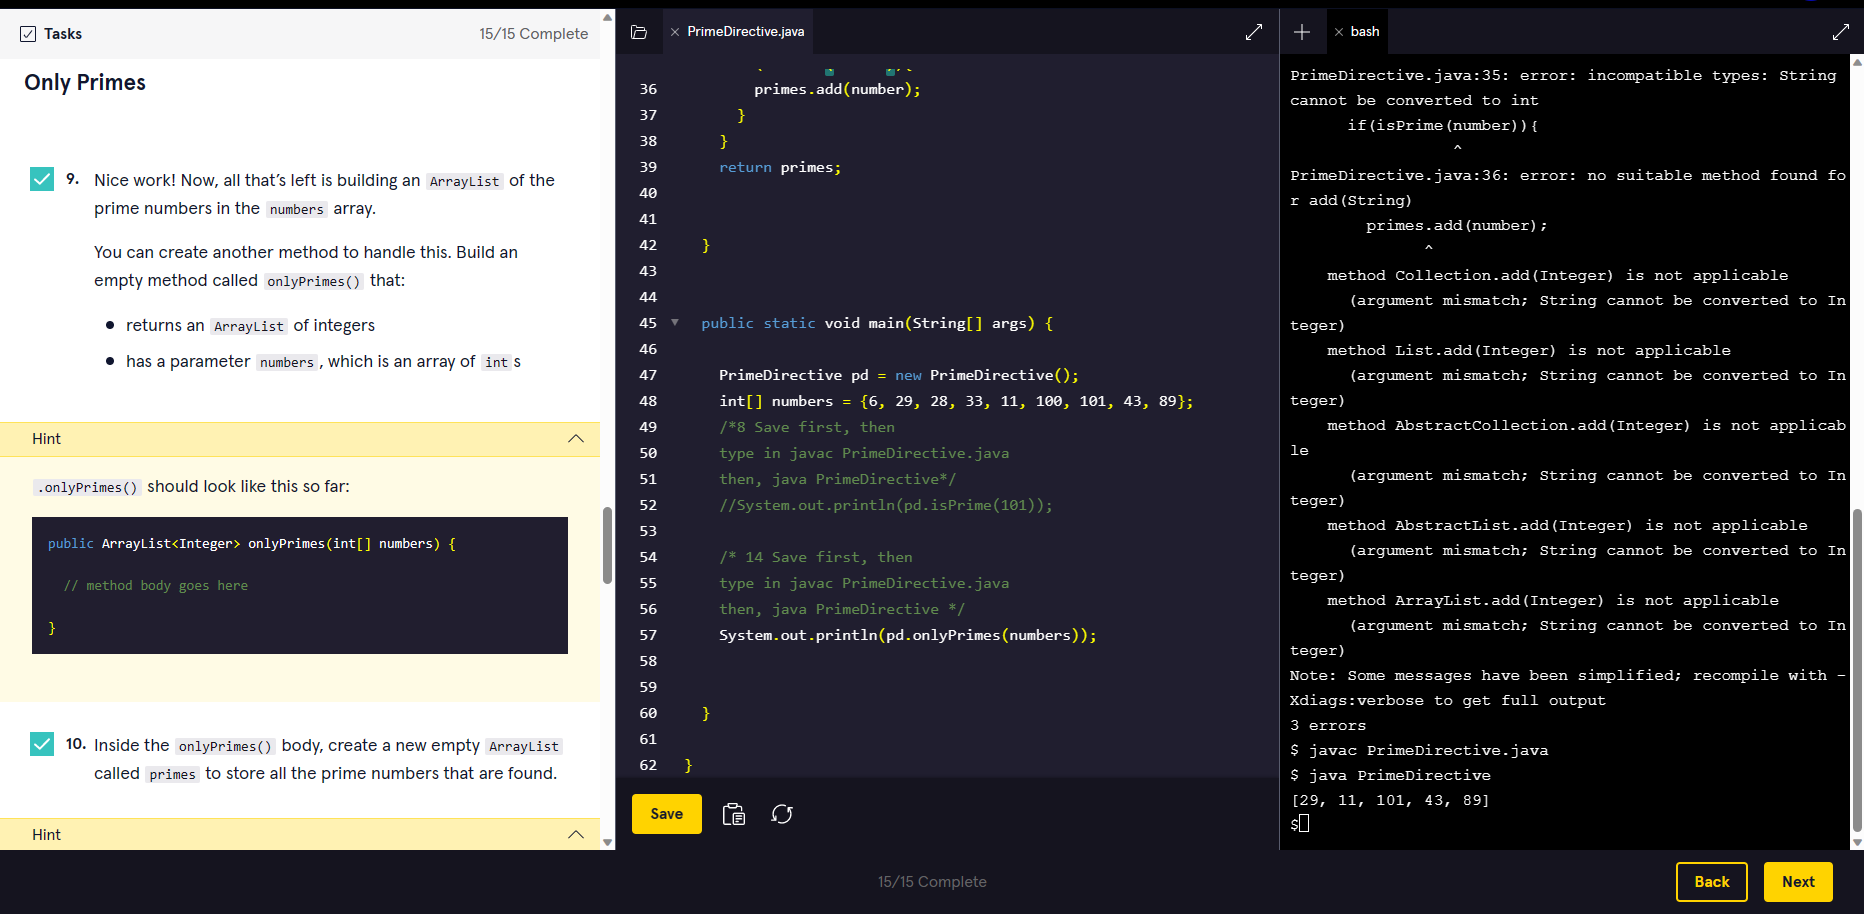 Tasks
15/15 Complete
Only Primes
9. Nice work! Now, all that’s left is building an ArrayList of the
prime numbers in the numbers array.
You can create another method to handle this. Build an
empty method called onlyPrimes() that:
returns an ArrayList of integers
has a parameter numbers, which is an array of int s
Hint
.onlyPrimes() should look like this so far:
public ArrayList<Integer> onlyPrimes(int[] numbers) {
// method body goes here
}
10. Inside the onlyPrimes() body, create a new empty ArrayList
called primes to store all the prime numbers that are found.
Hint
PrimeDirective.java
36 primes.add(number);
37 }
38 }
39 return primes;
40
41
42 }
43
44
45 public static void main(String[] args) {
46
47 PrimeDirective pd = new PrimeDirective();
48 int[] numbers = {6, 29, 28, 33, 11, 100, 101, 43, 89};
49 /*8 Save first, then
50 type in javac PrimeDirective.java
51 then, java PrimeDirective*/
52 //System.out.println(pd.isPrime(101));
53
54 /* 14 Save first, then
55 type in javac PrimeDirective.java
56 then, java PrimeDirective */
57 System.out.println(pd.onlyPrimes(numbers));
58
59
60 }
61
62 }
Save
bash
PrimeDirective.java:35: error: incompatible types: String
cannot be converted to int
if(isPrime(number)){
^
PrimeDirective.java:36: error: no suitable method found fo
r add(String)
primes.add(number);
^
method Collection.add(Integer) is not applicable
(argument mismatch; String cannot be converted to In
teger)
method List.add(Integer) is not applicable
(argument mismatch; String cannot be converted to In
teger)
method AbstractCollection.add(Integer) is not applicab
le
(argument mismatch; String cannot be converted to In
teger)
method AbstractList.add(Integer) is not applicable
(argument mismatch; String cannot be converted to In
teger)
method ArrayList.add(Integer) is not applicable
(argument mismatch; String cannot be converted to In
teger)
Note: Some messages have been simplified; recompile with -
Xdiags:verbose to get full output
3 errors
$ javac PrimeDirective.java
$ java PrimeDirective
[29, 11, 101, 43, 89]
$
15/15 Complete
Back
Next